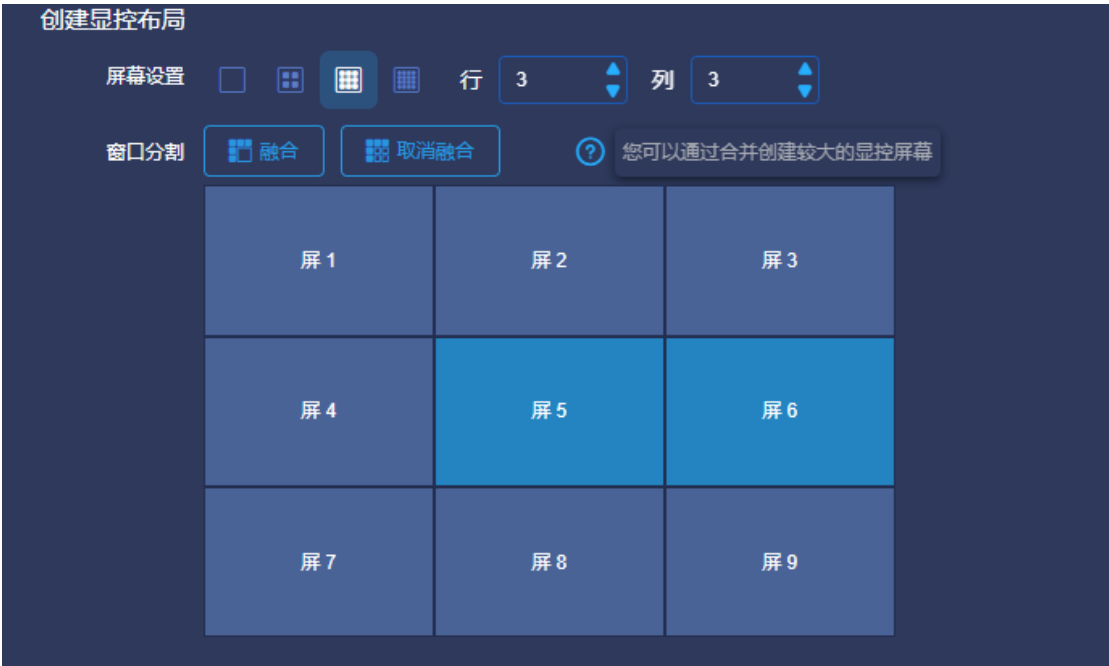 创建显控布局
屏幕设置 行 3 列 3
窗口分割 融合 取消融合 ? 您可以通过合并创建较大的显控屏幕
屏 1 屏 2 屏 3
屏 4 屏 5 屏 6
屏 7 屏 8 屏 9